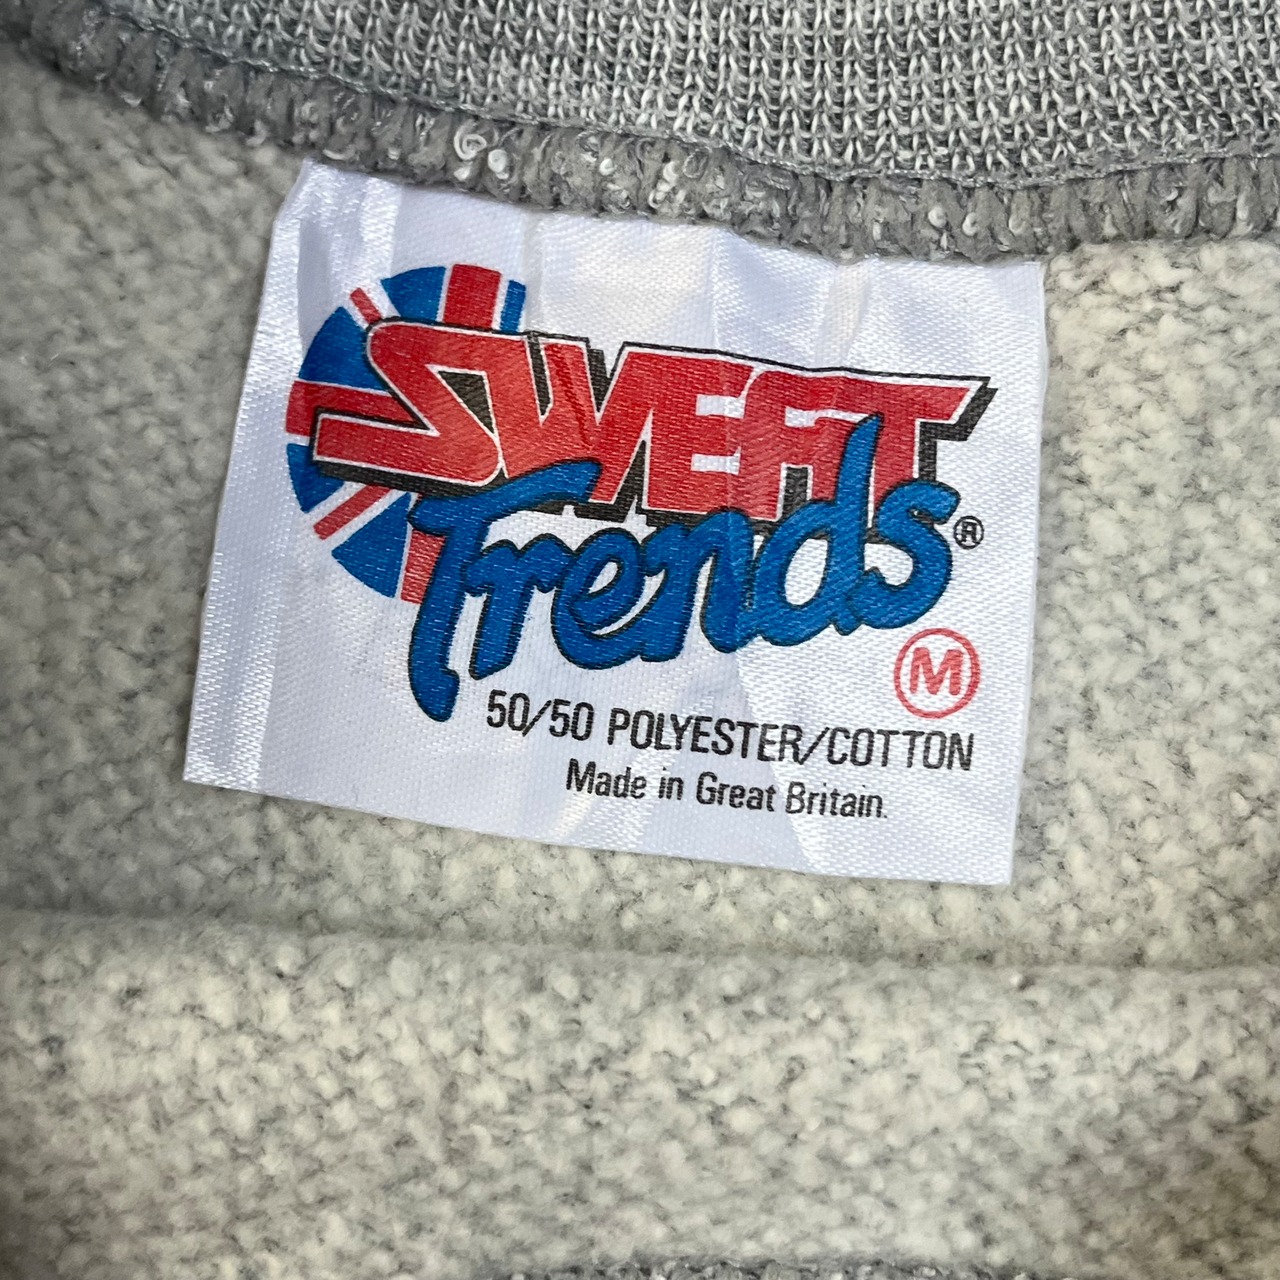 SWEAT
Trends®
M
50/50 POLYESTER/COTTON
Made in Great Britain.